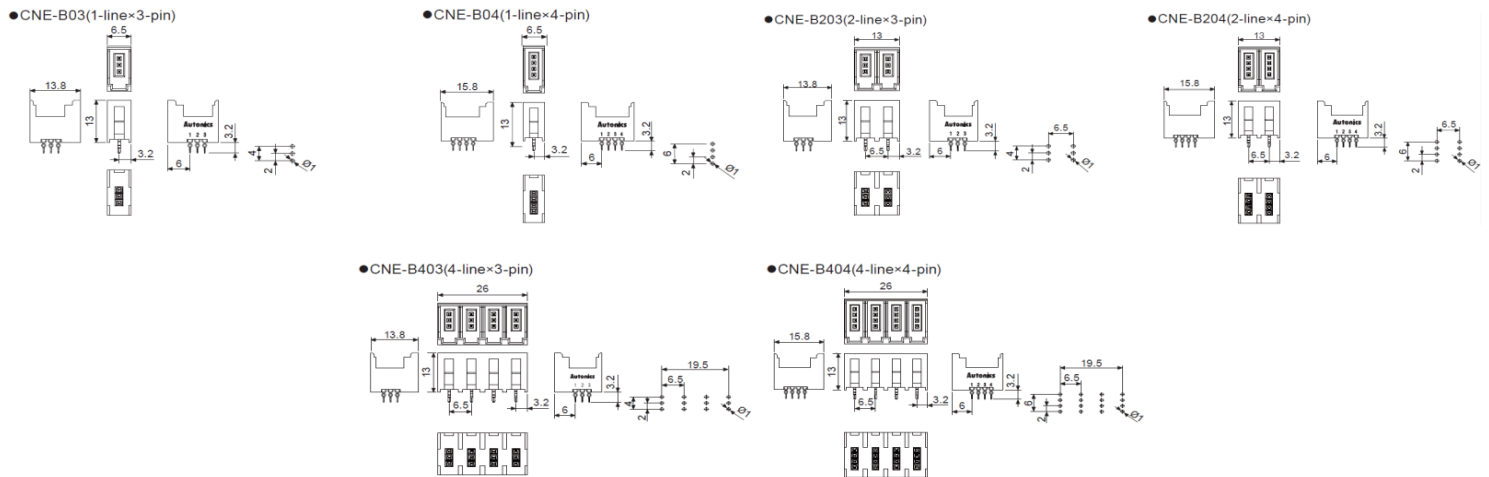 ●CNE-B03(1-line×3-pin)
6.5
13.8
13
3.2
Autonics
1 2 3
6
3.2
4
2
Ø1
●CNE-B04(1-line×4-pin)
6.5
15.8
13
3.2
Autonics
1 2 3 4
6
3.2
6
2
Ø1
●CNE-B203(2-line×3-pin)
13
13.8
13
6.5
3.2
Autonics
1 2 3
6
3.2
6.5
4
2
Ø1
●CNE-B204(2-line×4-pin)
13
15.8
13
6.5
3.2
Autonics
1 2 3 4
6
3.2
6.5
6
2
Ø1
●CNE-B403(4-line×3-pin)
26
13.8
13
6.5
3.2
Autonics
1 2 3
6
3.2
19.5
6.5
4
2
Ø1
●CNE-B404(4-line×4-pin)
26
15.8
13
6.5
3.2
Autonics
1 2 3 4
6
3.2
19.5
6.5
6
2
Ø1